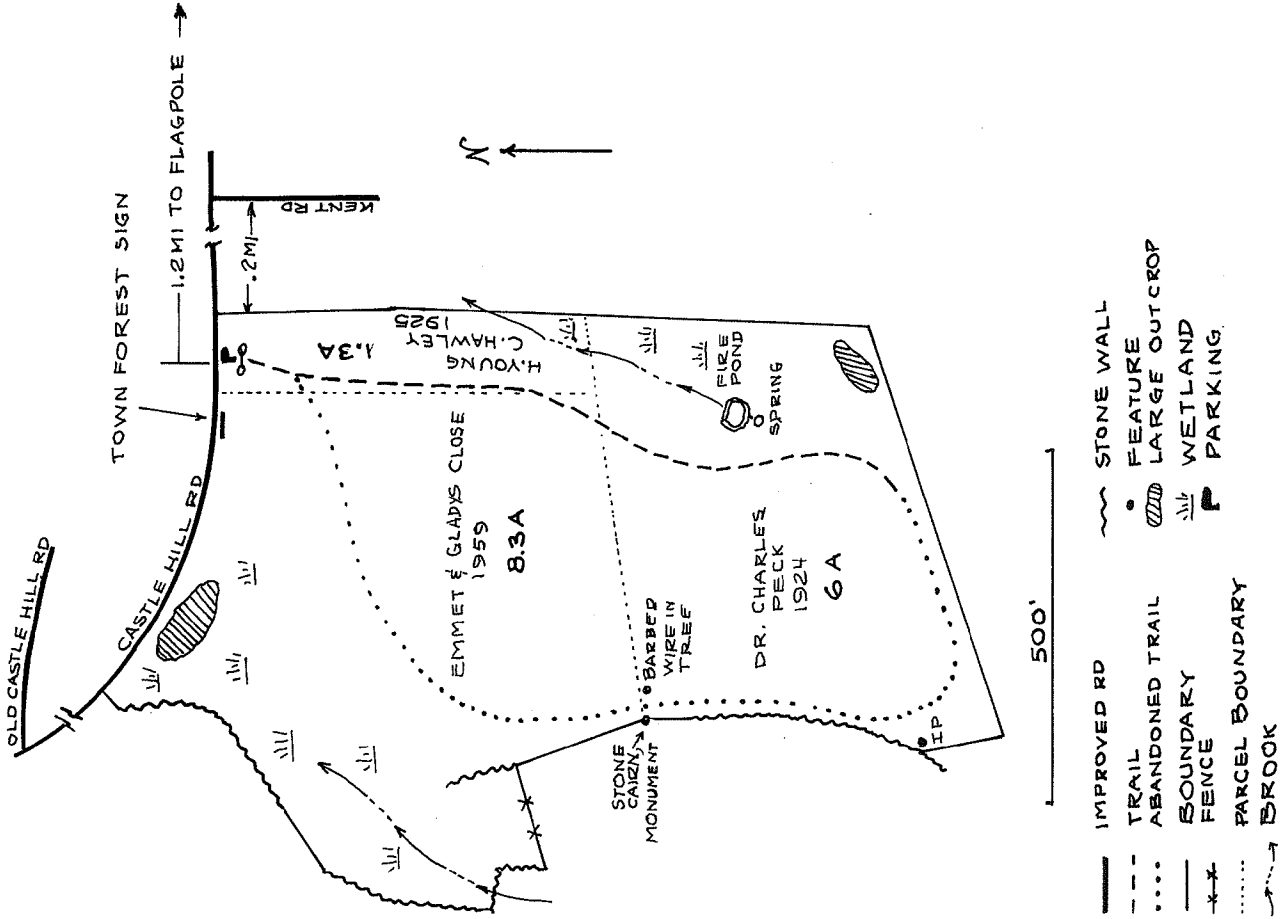 1.2 MI TO FLAGPOLE
TOWN FOREST SIGN
OLD CASTLE HILL RD
CASTLE HILL RD
KENT RD
.2MI
N
1.3A
H. YOUNG
C. HAWLEY
1925
EMMET & GLADYS CLOSE
1959
8.3A
FIRE
POND
SPRING
BARBED
WIRE IN
TREE
STONE
CAIRN
MONUMENT
DR. CHARLES
PECK
1924
6 A
IP
500'
IMPROVED RD
TRAIL
ABANDONED TRAIL
BOUNDARY
FENCE
PARCEL BOUNDARY
BROOK
STONE WALL
FEATURE
LARGE OUTCROP
WETLAND
PARKING